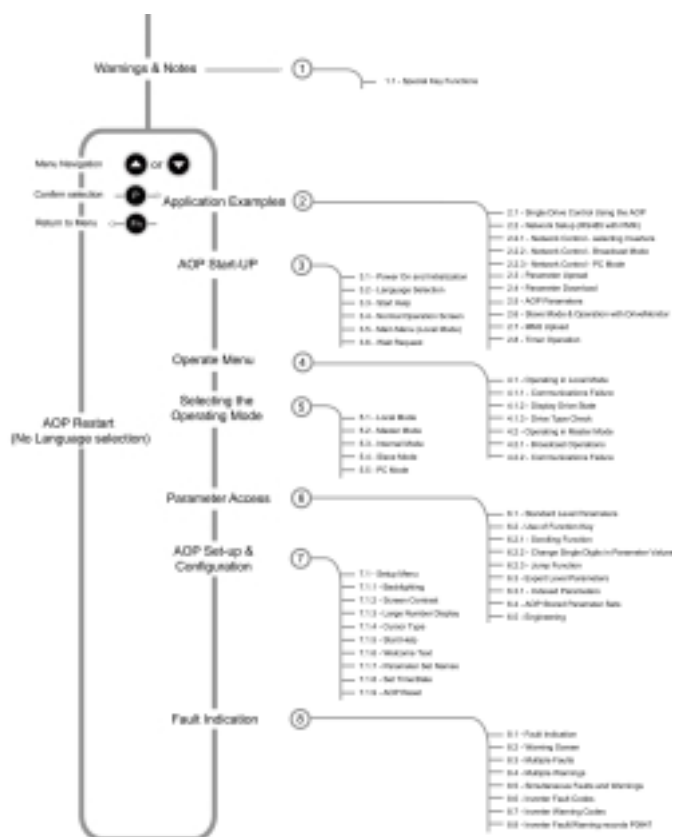 Warnings & Notes
1
1.1 - Special Key Functions
Menu Navigation
or
Confirm selection
P
Return to Menu
Fn
Application Examples
2
2.1 - Single Drive Control Using the AOP
2.2 - Network Setup (RS485 with
2.2.1 - Network Control - selecting Inverters
2.2.2 - Network Control - Broadcast Mode
2.2.3 - Network Control - PC Mode
2.3 - Parameter Upload
2.4 - Parameter Download
2.5 - AOP Parameters
2.6 - Slave Mode & Operation with DriveMonitor
2.7 - Upload
2.8 - Timer Operation
AOP Start-UP
3
3.1 - Power On and Initialization
3.2 - Language Selection
3.3 - Start Help
3.4 - Normal Operation Screen
3.5 - Main Menu (Local Mode)
3.6 - Request
Operate Menu
4
4.1 - Operating in Local Mode
4.1.1 - Communications Failure
4.1.2 - Display Drive State
4.1.3 - Drive Type Check
4.2 - Operating in Master Mode
4.2.1 - Broadcast Operations
4.2.2 - Communications Failure
Selecting the
Operating Mode
5
5.1 - Local Mode
5.2 - Master Mode
5.3 - Internal Mode
5.4 - Slave Mode
5.5 - PC Mode
AOP Restart
(No Language selection)
Parameter Access
6
6.1 - Standard Level Parameters
6.2 - Use of Function Key
6.2.1 - Scrolling Function
6.2.2 - Change Single Digits in Parameter Values
6.2.3 - Jump Function
6.3 - Expert Level Parameters
6.3.1 - Indexed Parameters
6.4 - AOP Stored Parameter Sets
6.5 - Engineering
AOP Set-up &
Configuration
7
7.1 - Setup Menu
7.1.1 - Backlighting
7.1.2 - Screen Contrast
7.1.3 - Large Number Display
7.1.4 - Cursor Type
7.1.5 - Start Help
7.1.6 - Welcome Text
7.1.7 - Parameter Set Names
7.1.8 - Set Time/Date
7.1.9 - AOP Reset
Fault Indication
8
8.1 - Fault Indication
8.2 - Warning Screen
8.3 - Multiple Faults
8.4 - Multiple Warnings
8.5 - Simultaneous Faults and Warnings
8.6 - Inverter Fault Codes
8.7 - Inverter Warning Codes
8.8 - Inverter Fault/Warning records